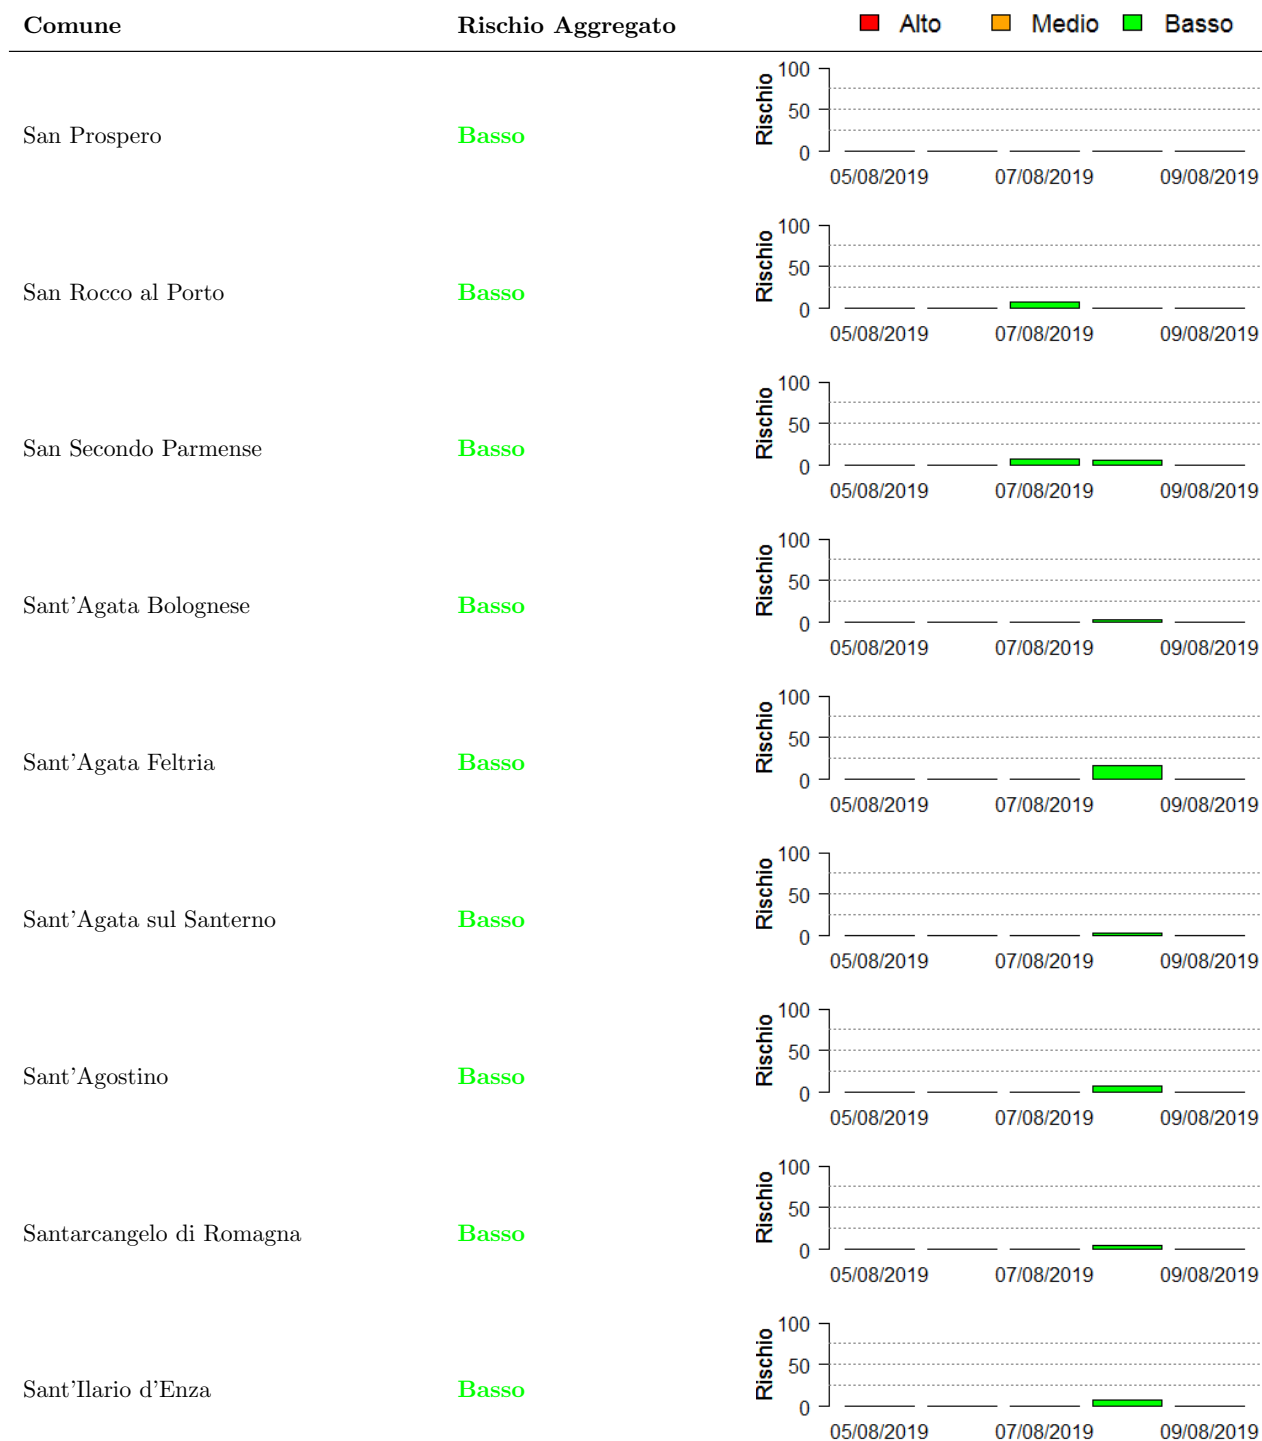 Comune Rischio Aggregato Alto Medio Basso
San Prospero Basso Rischio 100 50 0
05/08/2019 07/08/2019 09/08/2019
San Rocco al Porto Basso Rischio 100 50 0
05/08/2019 07/08/2019 09/08/2019
San Secondo Parmense Basso Rischio 100 50 0
05/08/2019 07/08/2019 09/08/2019
Sant'Agata Bolognese Basso Rischio 100 50 0
05/08/2019 07/08/2019 09/08/2019
Sant'Agata Feltria Basso Rischio 100 50 0
05/08/2019 07/08/2019 09/08/2019
Sant'Agata sul Santerno Basso Rischio 100 50 0
05/08/2019 07/08/2019 09/08/2019
Sant'Agostino Basso Rischio 100 50 0
05/08/2019 07/08/2019 09/08/2019
Santarcangelo di Romagna Basso Rischio 100 50 0
05/08/2019 07/08/2019 09/08/2019
Sant'Ilario d'Enza Basso Rischio 100 50 0
05/08/2019 07/08/2019 09/08/2019